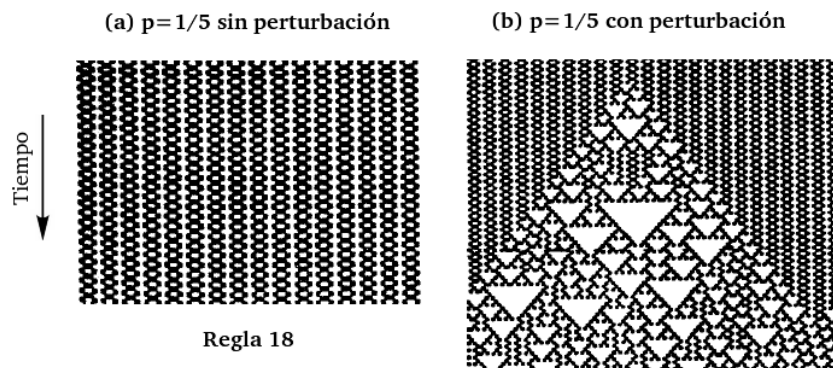 (a) p=1/5 sin perturbación
(b) p=1/5 con perturbación
Tiempo
Regla 18